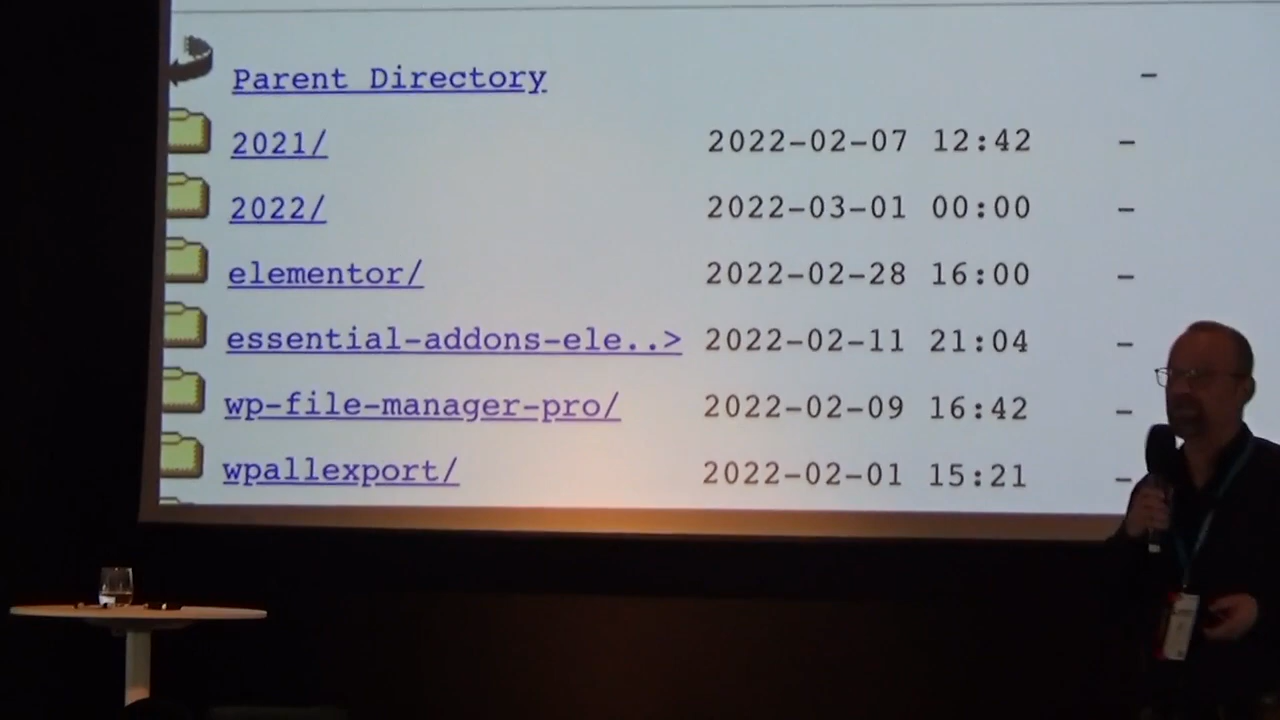 Parent Directory -
2021/ 2022-02-07 12:42 -
2022/ 2022-03-01 00:00 -
elementor/ 2022-02-28 16:00 -
essential-addons-ele..> 2022-02-11 21:04 -
wp-file-manager-pro/ 2022-02-09 16:42 -
wpallexport/ 2022-02-01 15:21 -